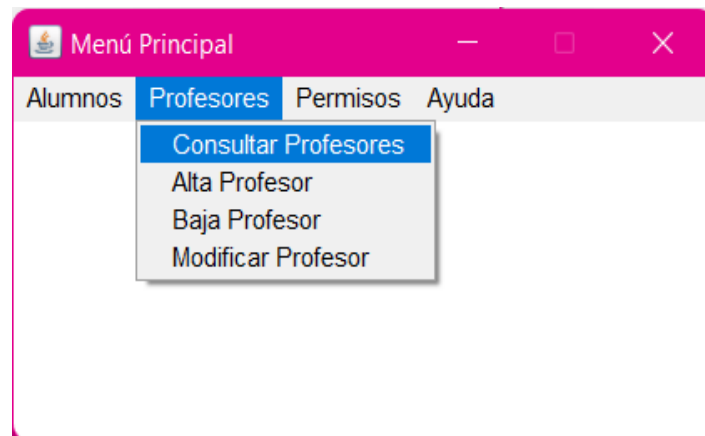 Menú Principal
Alumnos Profesores Permisos Ayuda
Consultar Profesores
Alta Profesor
Baja Profesor
Modificar Profesor